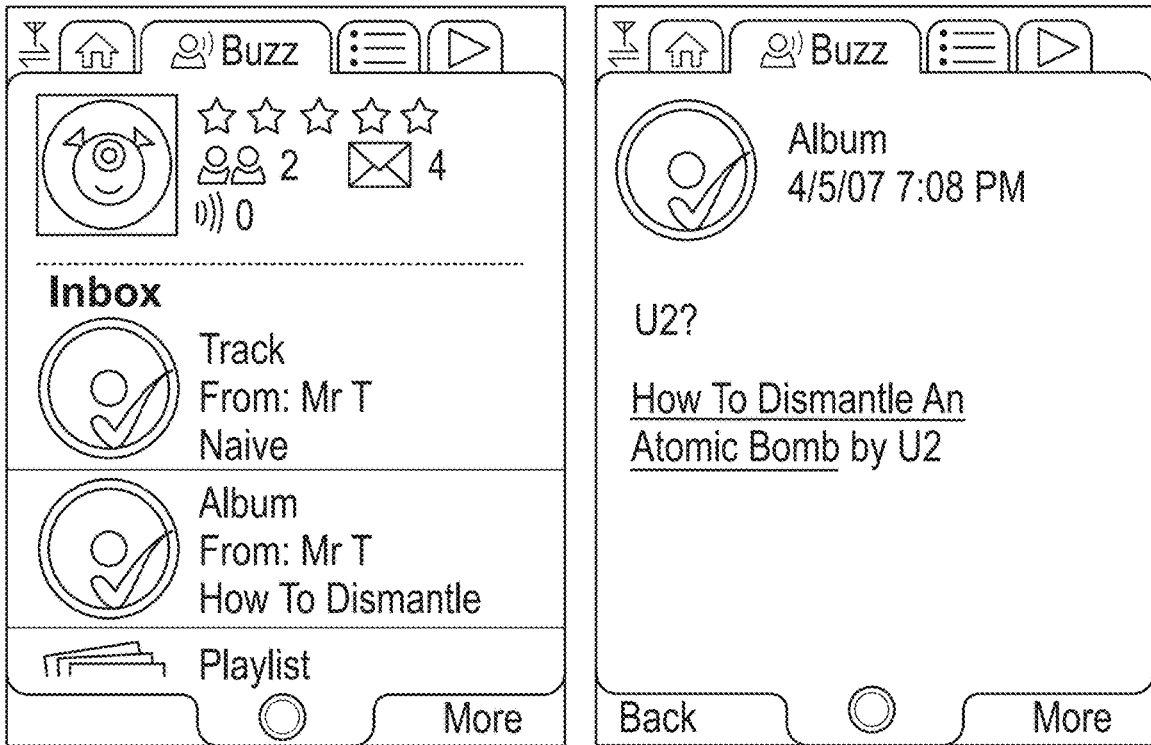 Buzz
2 4
0
Inbox
Track
From: Mr T
Naive
Album
From: Mr T
How To Dismantle
Playlist
More
Buzz
Album
4/5/07 7:08 PM
U2?
How To Dismantle An
Atomic Bomb by U2
Back More